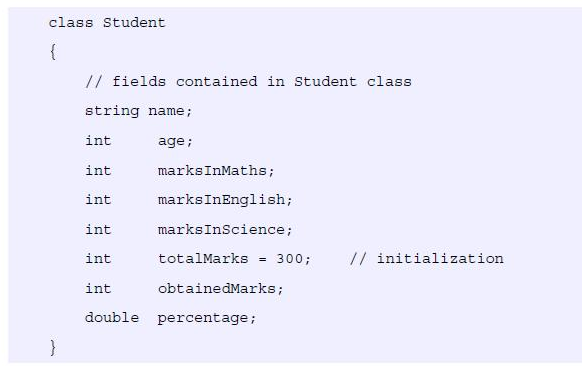 class Student
{
// fields contained in Student class
string name;
int age;
int marksInMaths;
int marksInEnglish;
int marksInScience;
int totalMarks = 300; // initialization
int obtainedMarks;
double percentage;
}